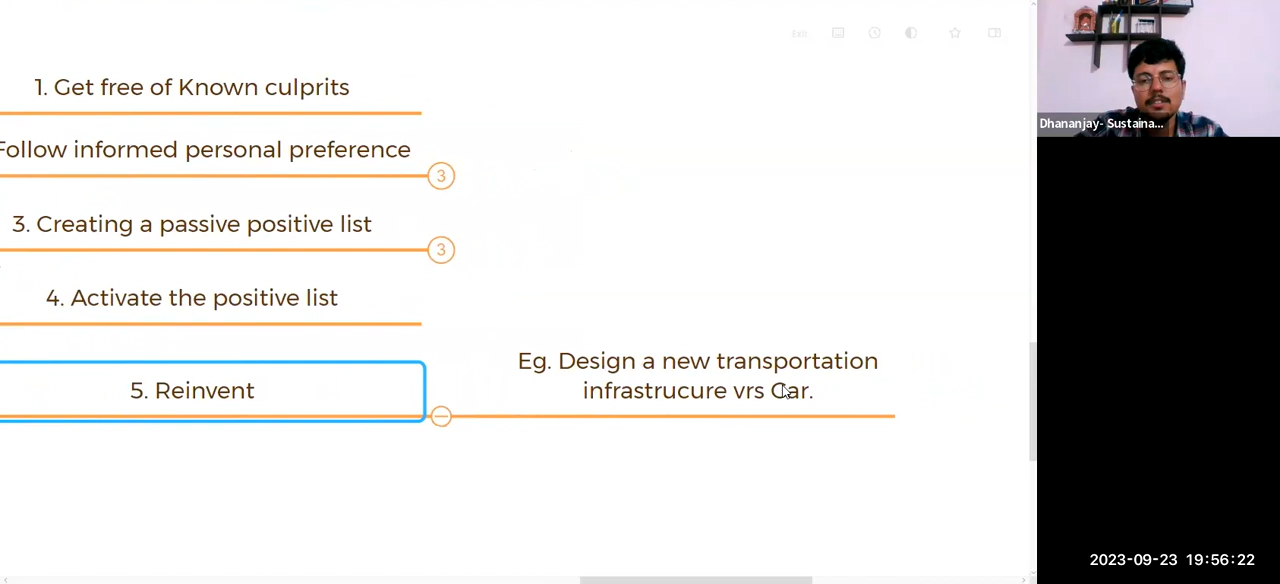 Exit
1. Get free of Known culprits
Follow informed personal preference
3
3. Creating a passive positive list
3
4. Activate the positive list
5. Reinvent
Eg. Design a new transportation
infrastrucure vrs Car.
Dhananjay- Sustaina...
2023-09-23 19:56:22